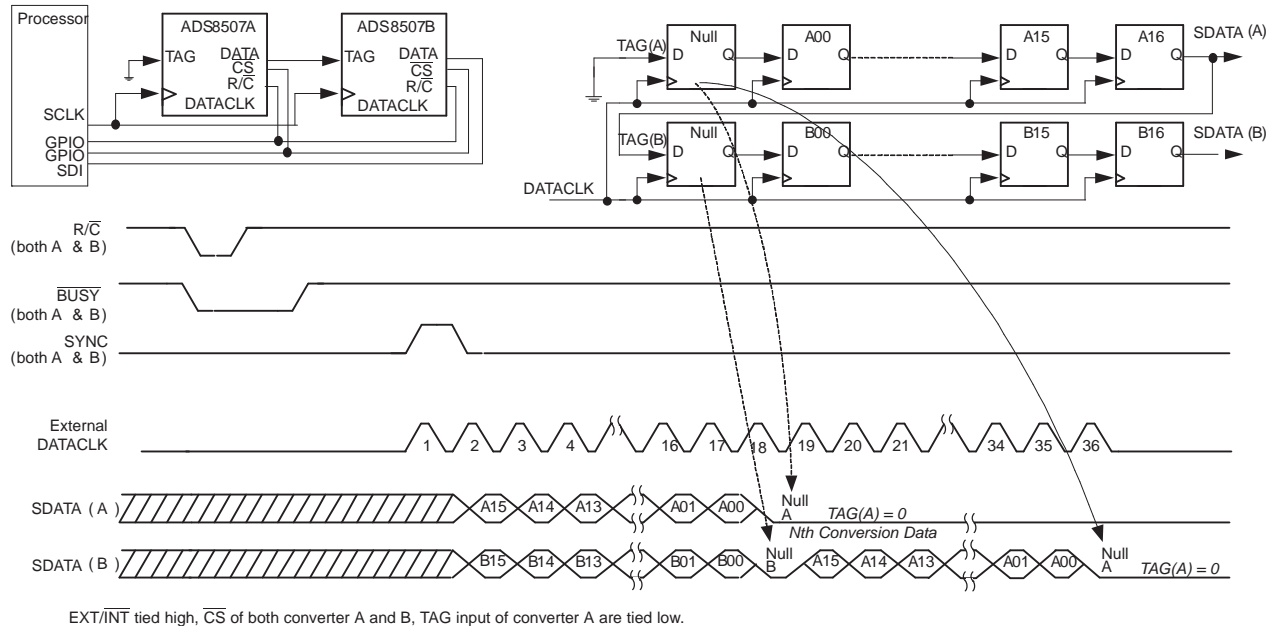 Processor
ADS8507A
ADS8507B
TAG
DATA
CS
R/C
DATACLK
TAG
DATA
CS
R/C
DATACLK
SCLK
GPIO
GPIO
SDI
Null
A00
A15
A16
SDATA (A)
TAG(A)
D
Q
D
Q
D
Q
D
Q
Null
B00
B15
B16
SDATA (B)
TAG(B)
D
Q
D
Q
D
Q
D
Q
DATACLK
R/C
(both A & B)
BUSY
(both A & B)
SYNC
(both A & B)
External
DATACLK
1 2 3 4 16 17 18 19 20 21 34 35 36
SDATA (A)
A15 A14 A13 A01 A00
Null
A
TAG(A) = 0
Nth Conversion Data
SDATA (B)
B15 B14 B13 B01 B00
Null
B
A15 A14 A13 A01 A00
Null
A
TAG(A) = 0
EXT/INT tied high, CS of both converter A and B, TAG input of converter A are tied low.